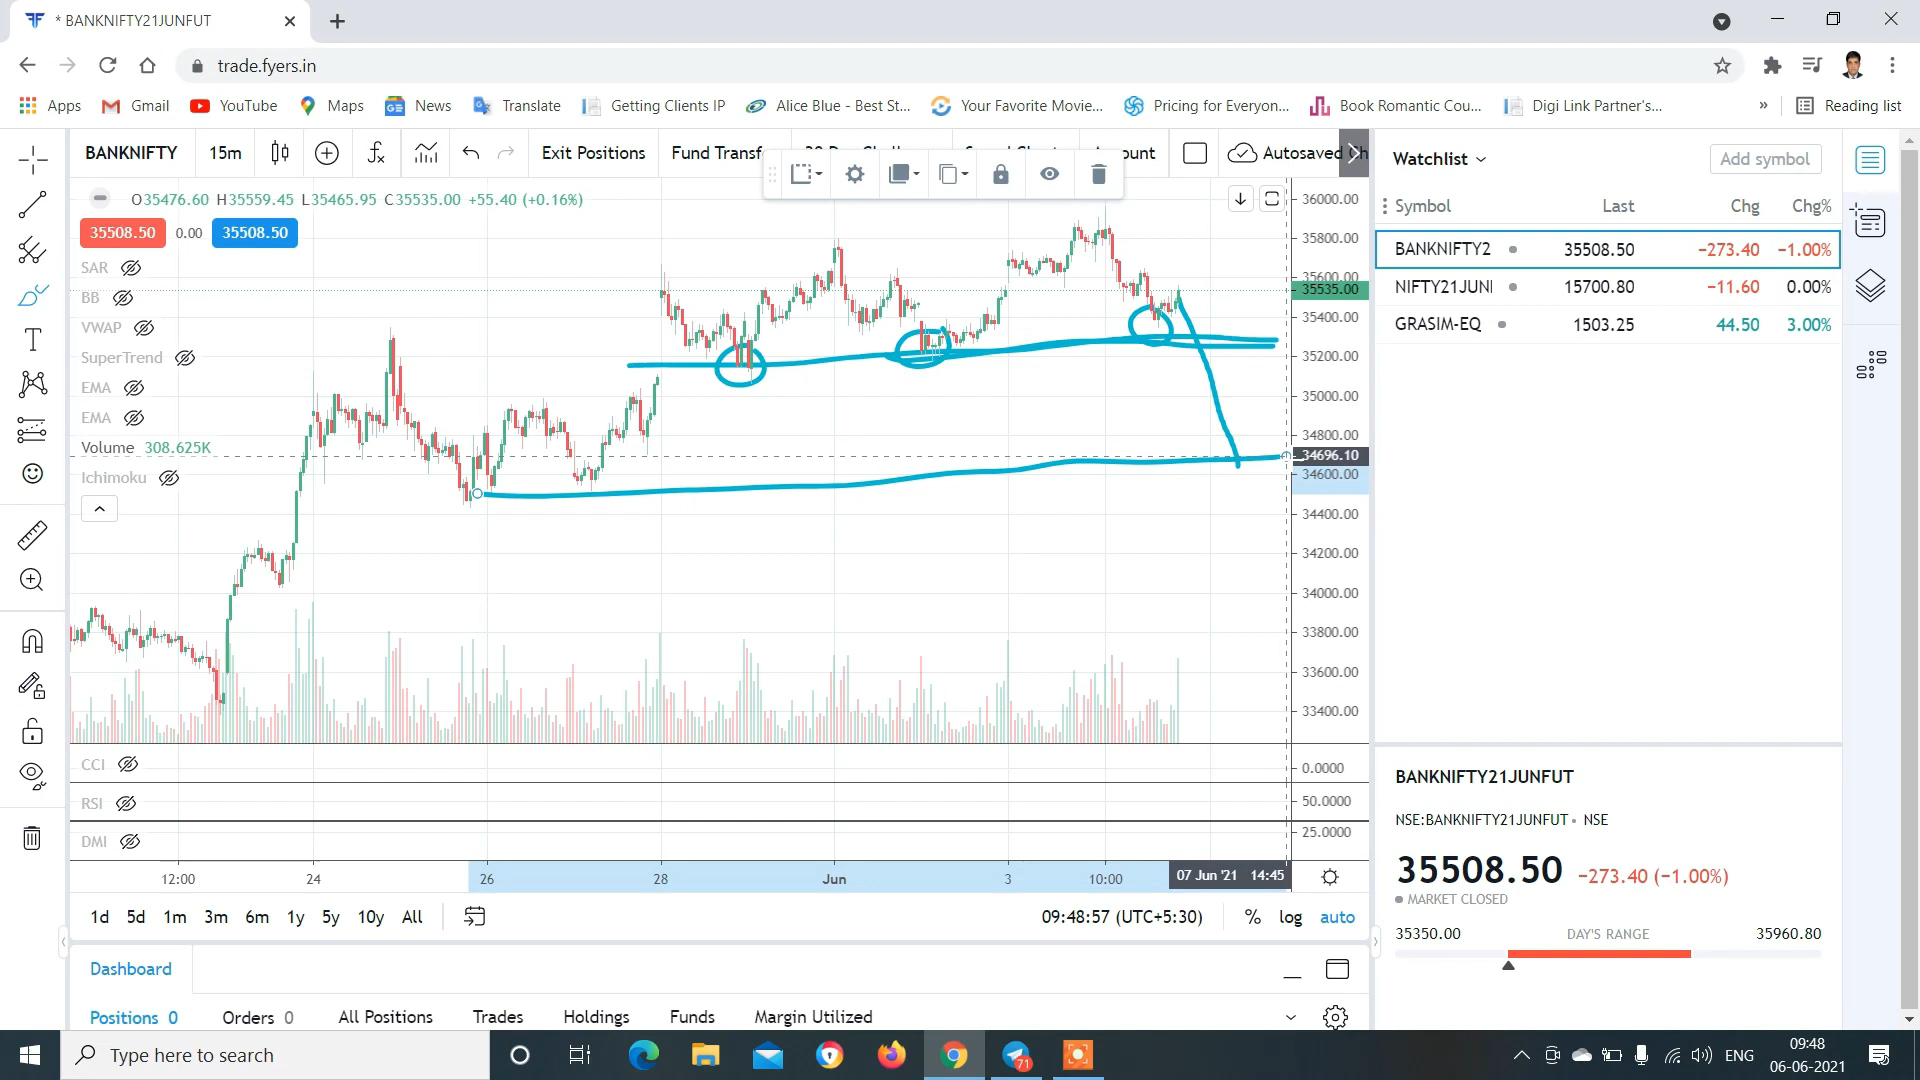 * BANKNIFTY21JUNFUT
trade.fyers.in
Apps Gmail YouTube Maps News Translate Getting Clients IP Alice Blue - Best St... Your Favorite Movie... Pricing for Everyon... Book Romantic Cou... Digi Link Partner's... » Reading list
BANKNIFTY 15m Exit Positions Fund Transf Autosaved
Watchlist Add symbol
O35476.60 H35559.45 L35465.95 C35535.00 +55.40 (+0.16%)
Symbol Last Chg Chg%
35508.50 0.00 35508.50
BANKNIFTY2 35508.50 −273.40 −1.00%
NIFTY21JUNI 15700.80 −11.60 0.00%
GRASIM-EQ 1503.25 44.50 3.00%
SAR
BB
VWAP
SuperTrend
EMA
EMA
Volume 308.625K
Ichimoku
36000.00
35800.00
35600.00
35535.00
35400.00
35200.00
35000.00
34800.00
34696.10
34600.00
34400.00
34200.00
34000.00
33800.00
33600.00
33400.00
CCI 0.0000
RSI 50.0000
DMI 25.0000
12:00 24 26 28 Jun 3 10:00 07 Jun '21 14:45
1d 5d 1m 3m 6m 1y 5y 10y All 09:48:57 (UTC+5:30) % log auto
BANKNIFTY21JUNFUT
NSE:BANKNIFTY21JUNFUT • NSE
35508.50 −273.40 (−1.00%)
MARKET CLOSED
35350.00 DAY'S RANGE 35960.80
Dashboard
Positions 0 Orders 0 All Positions Trades Holdings Funds Margin Utilized
Type here to search
71
ENG
09:48
06-06-2021